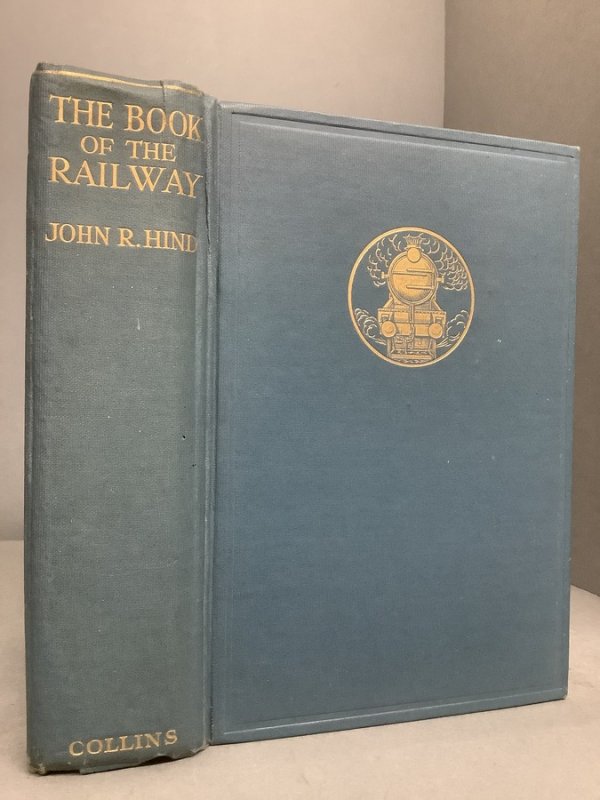 THE BOOK
OF THE
RAILWAY
JOHN R. HIND
COLLINS